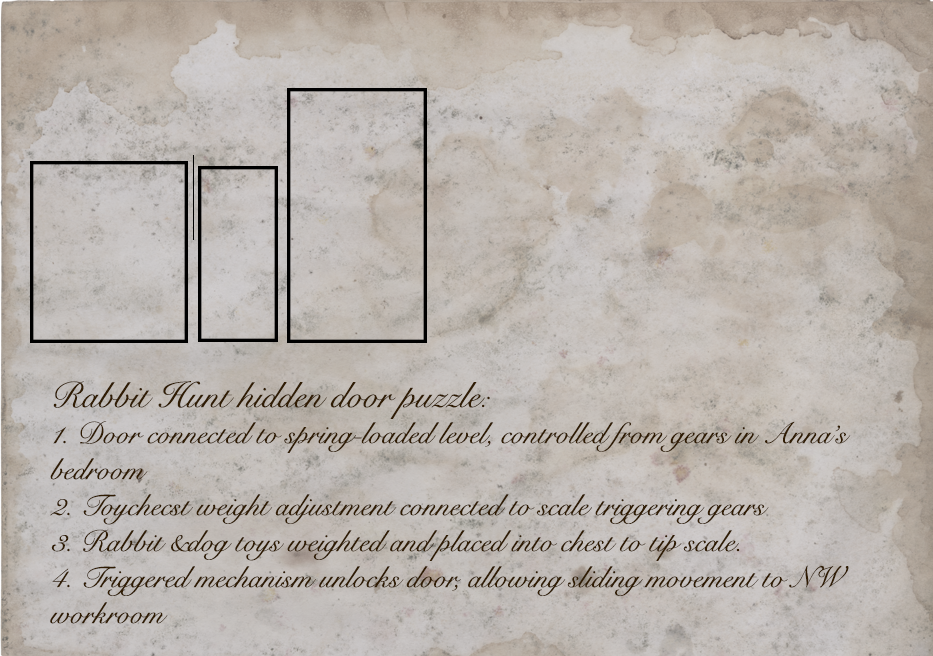 Rabbit Hunt hidden door puzzle:
1. Door connected to spring-loaded level, controlled from gears in Anna's
bedroom
2. Toychecst weight adjustment connected to scale triggering gears
3. Rabbit &dog toys weighted and placed into chest to tip scale.
4. Triggered mechanism unlocks door, allowing sliding movement to NW
workroom